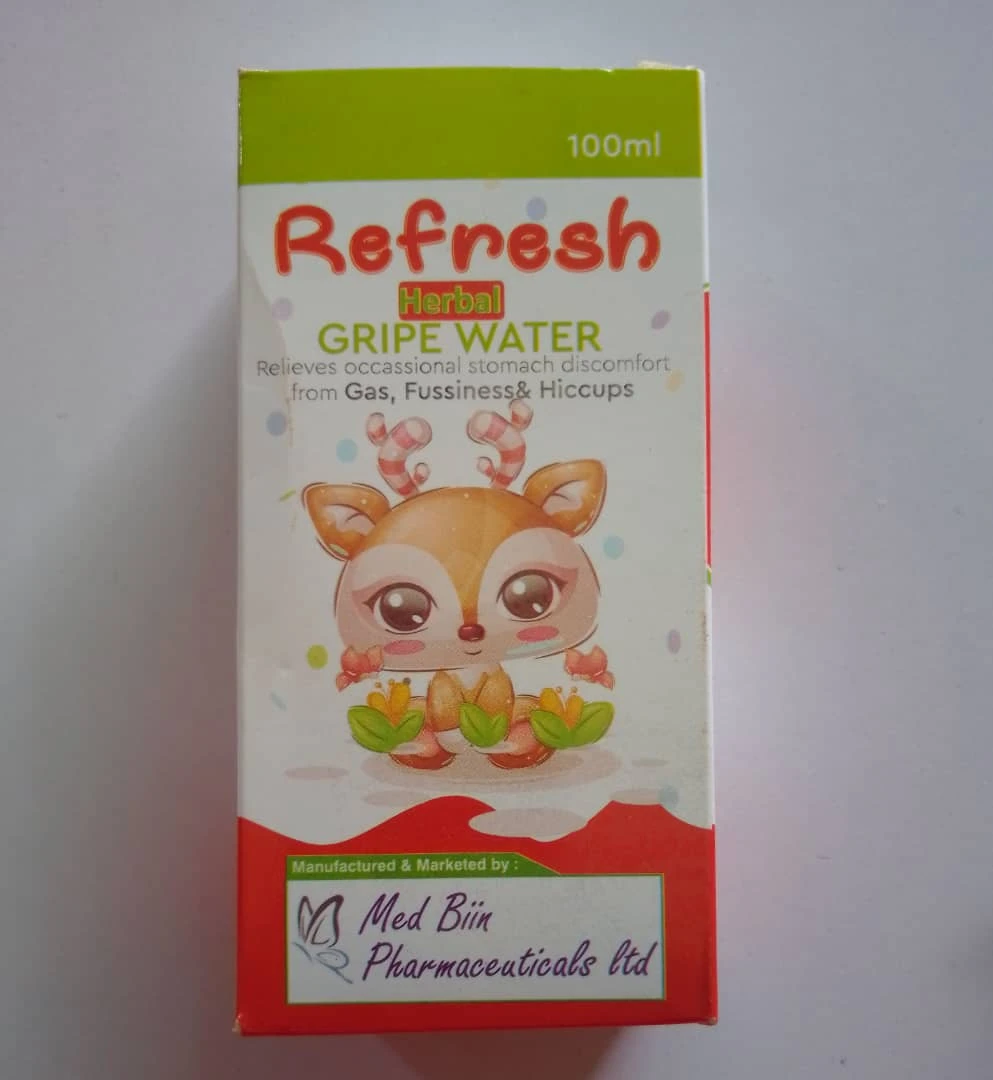 100ml
Refresh
Herbal
GRIPE WATER
Relieves occassional stomach discomfort
from Gas, Fussiness& Hiccups
Manufactured & Marketed by :
Med Biin
Pharmaceuticals ltd